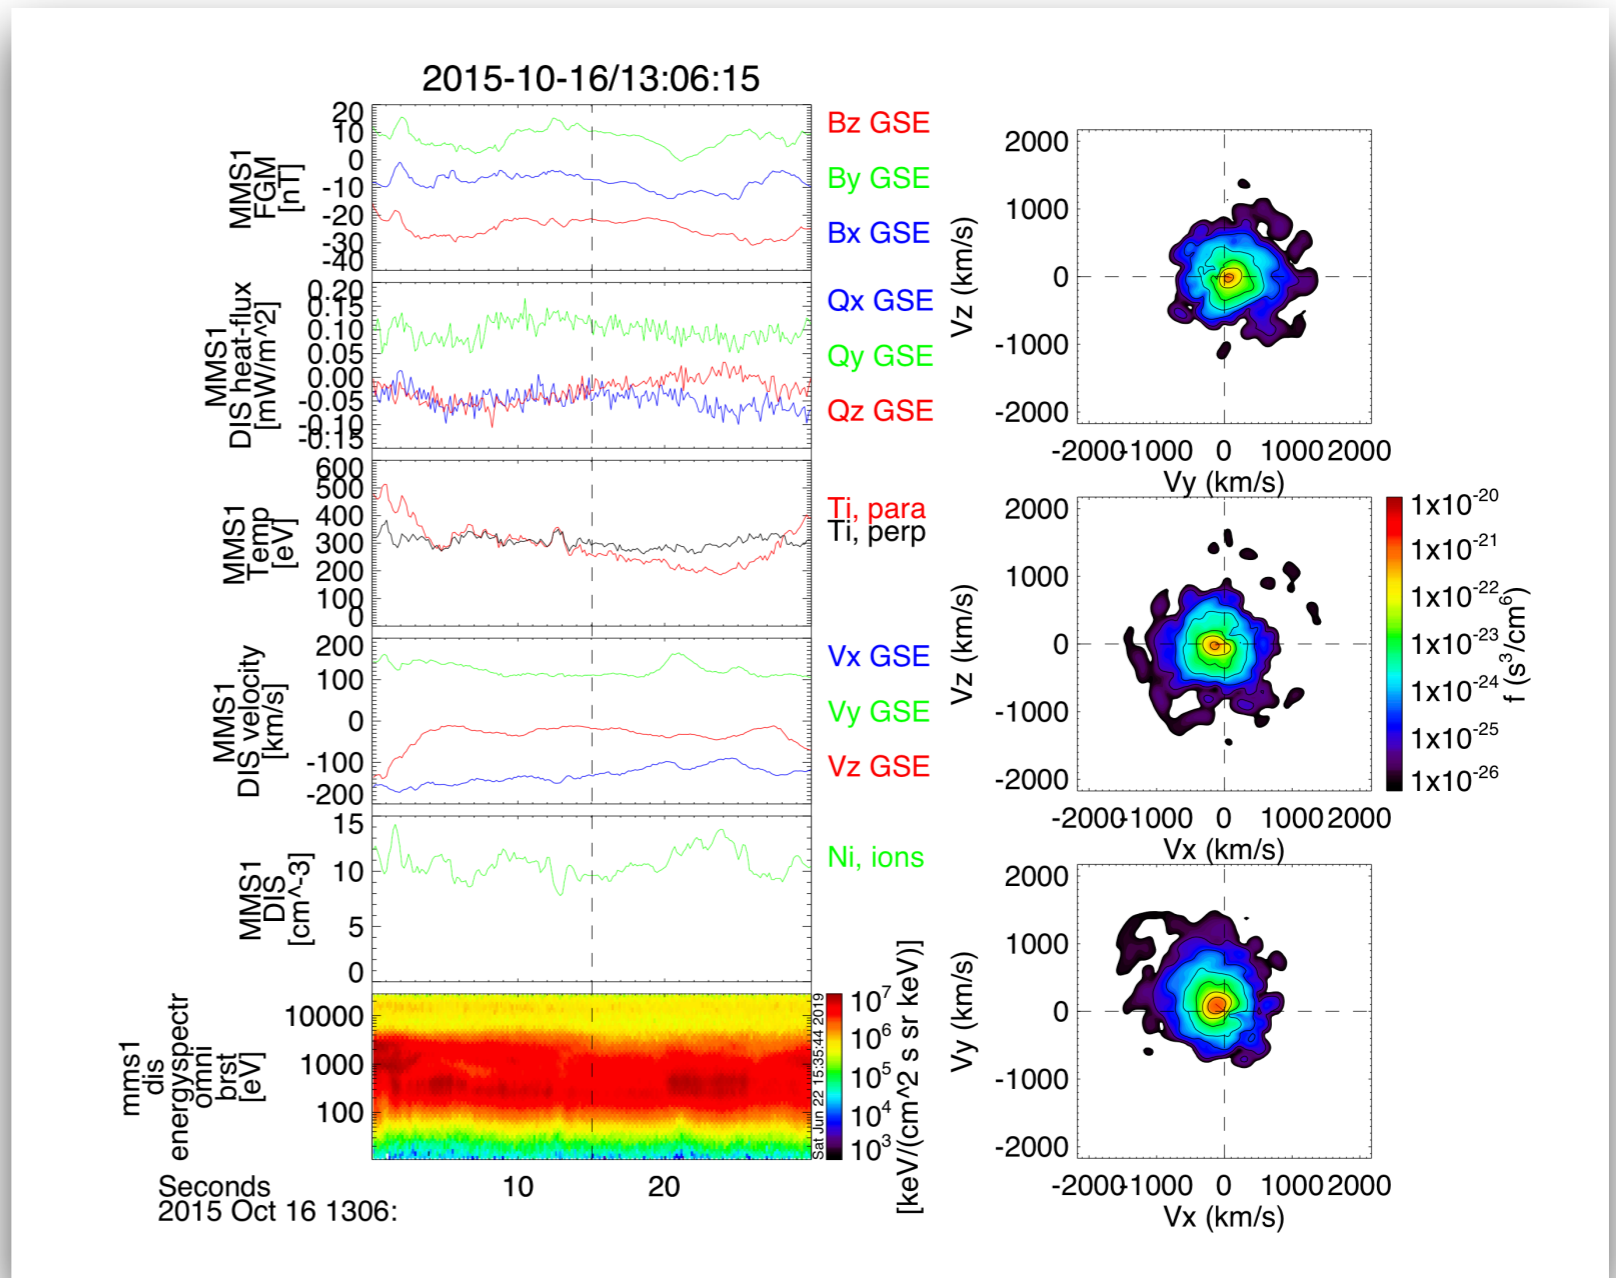 2015-10-16/13:06:15
MMS1
FGM
[nT]
20
10
0
-10
-20
-30
-40
Bz GSE
By GSE
Bx GSE
MMS1
DIS heat-flux
[mW/m^2]
0.20
0.15
0.10
0.05
0.00
-0.05
-0.10
-0.15
Qx GSE
Qy GSE
Qz GSE
MMS1
Temp
[eV]
600
500
400
300
200
100
0
Ti, para
Ti, perp
MMS1
DIS velocity
[km/s]
200
100
0
-100
-200
Vx GSE
Vy GSE
Vz GSE
MMS1
DIS
[cm^-3]
15
10
5
0
Ni, ions
mms1
dis
energyspectr
omni
brst
[eV]
10000
1000
100
Sat Jun 22 15:35:44 2019
10^7
10^6
10^5
10^4
10^3
[keV/(cm^2 s sr keV)]
10 20
Seconds
2015 Oct 16 1306:
Vz (km/s)
2000
1000
0
-1000
-2000
-2000 -1000 0 1000 2000
Vy (km/s)
Vz (km/s)
2000
1000
0
-1000
-2000
-2000 -1000 0 1000 2000
Vx (km/s)
1x10^-20
1x10^-21
1x10^-22
1x10^-23
1x10^-24
1x10^-25
1x10^-26
f (s^3/cm^6)
Vy (km/s)
2000
1000
0
-1000
-2000
-2000 -1000 0 1000 2000
Vx (km/s)